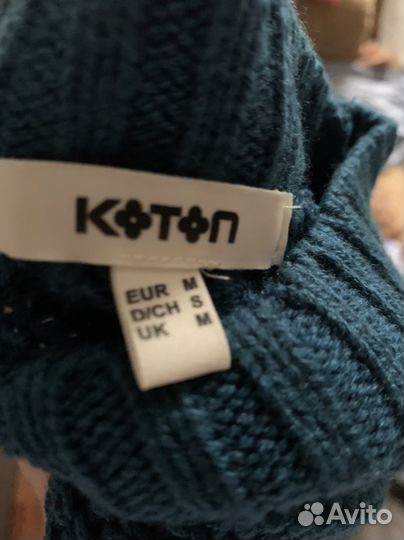 KOTON
EUR M
D/CH S
UK M
Avito